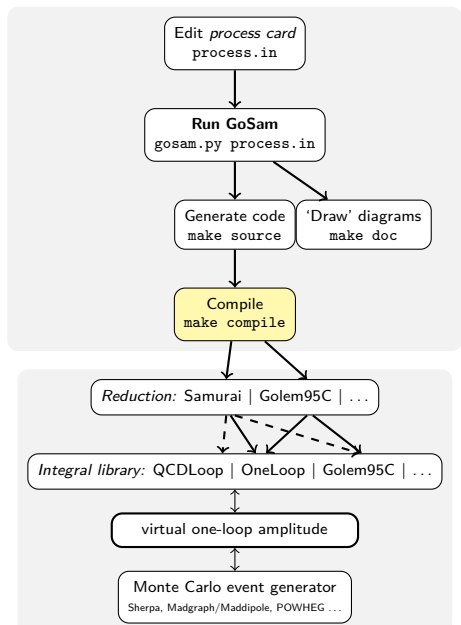 Edit process card
process.in
Run GoSam
gosam.py process.in
Generate code
make source
‘Draw’ diagrams
make doc
Compile
make compile
Reduction: Samurai | Golem95C | ...
Integral library: QCDLoop | OneLoop | Golem95C | ...
virtual one-loop amplitude
Monte Carlo event generator
Sherpa, Madgraph/Maddipole, POWHEG ...